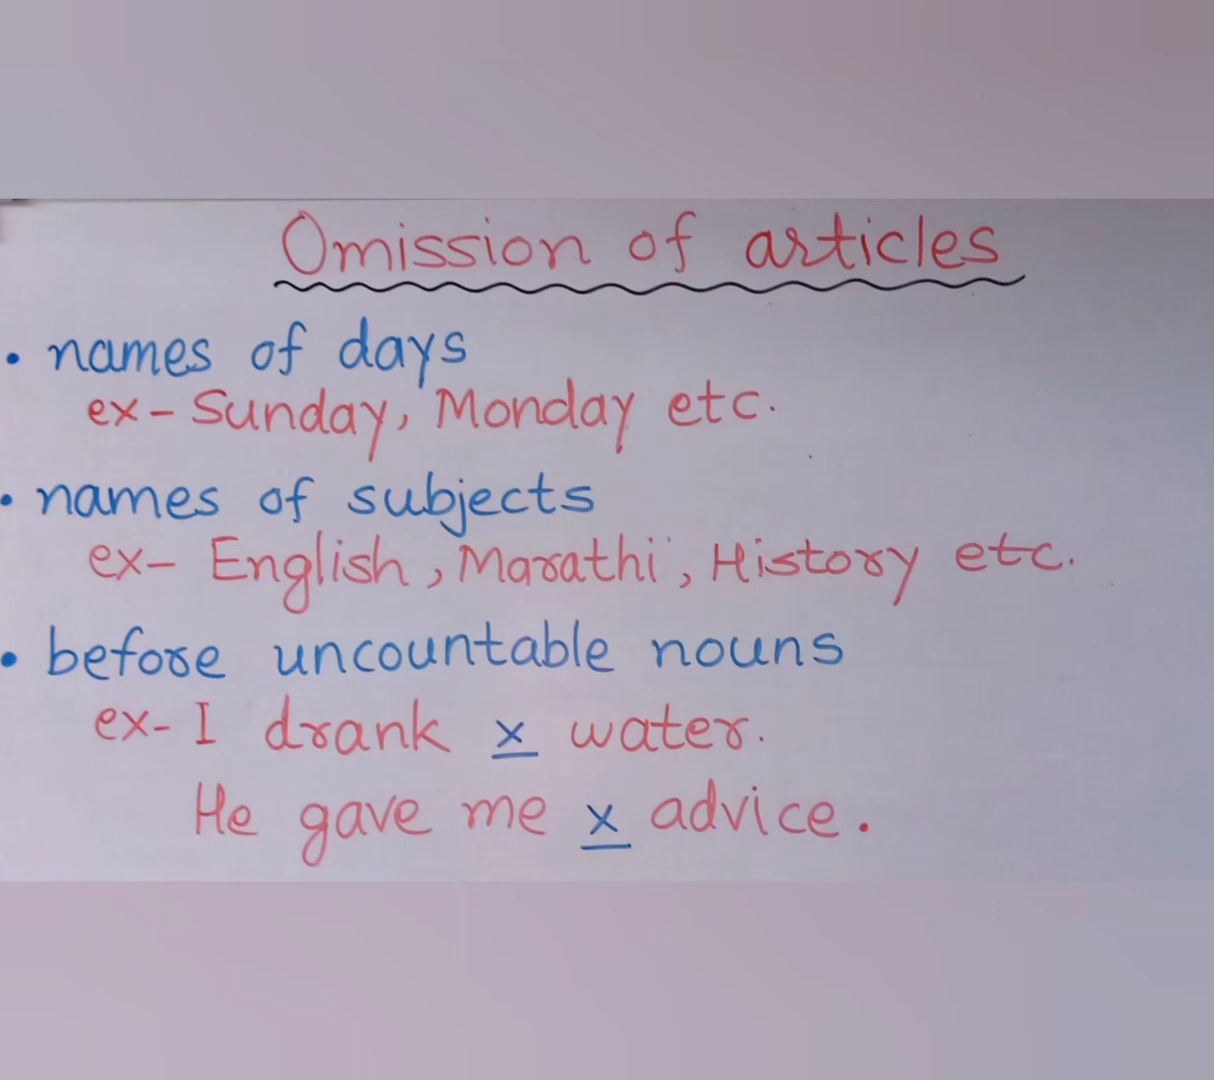 Omission of articles
• names of days
ex- Sunday, Monday etc.
• names of subjects
ex- English, Marathi, History etc.
• before uncountable nouns
ex- I drank x water.
He gave me x advice.